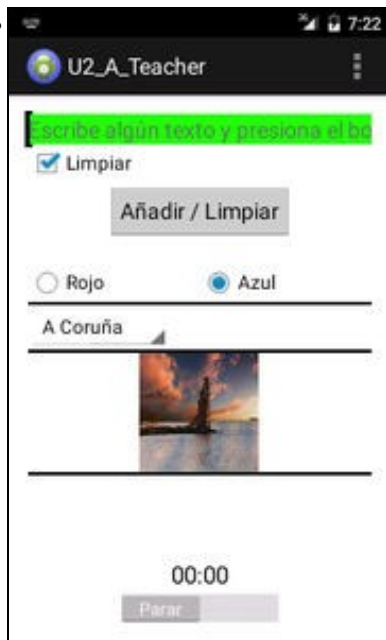 7:22
U2_A_Teacher
Escribe algún texto y presiona el bo
Limpiar
Añadir / Limpiar
Rojo Azul
A Coruña
00:00
Parar